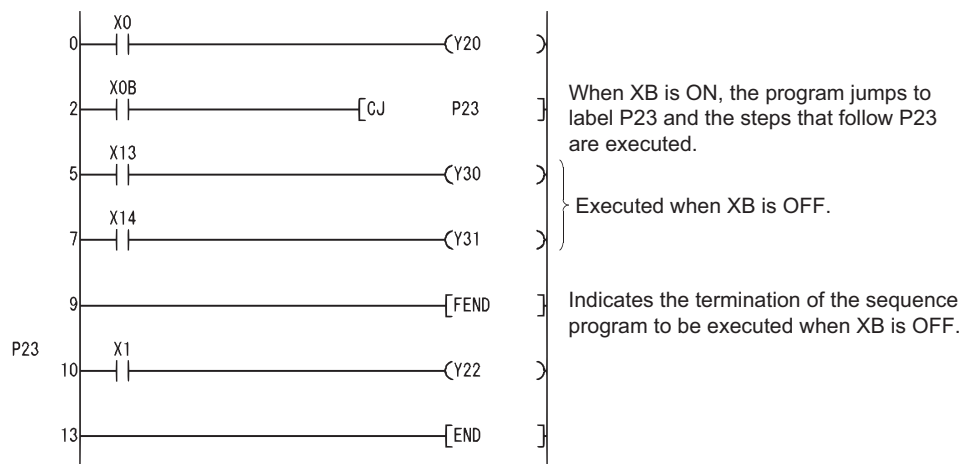 X0
0 (Y20 )
X0B
2 [CJ P23 ]
When XB is ON, the program jumps to
label P23 and the steps that follow P23
are executed.
X13
5 (Y30 )
Executed when XB is OFF.
X14
7 (Y31 )
9 [FEND ]
Indicates the termination of the sequence
program to be executed when XB is OFF.
P23 X1
10 (Y22 )
13 [END ]